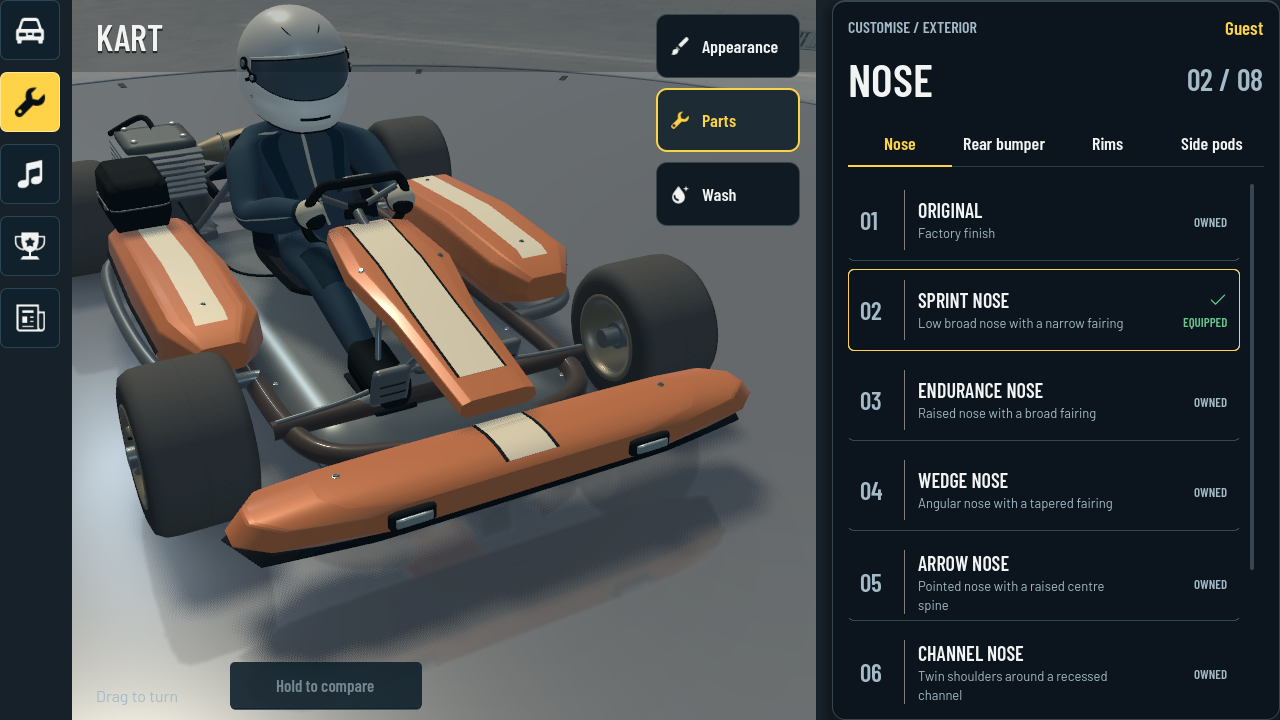 KART
Appearance
Parts
Wash
Drag to turn
Hold to compare
CUSTOMISE / EXTERIOR
Guest
NOSE
02 / 08
Nose
Rear bumper
Rims
Side pods
01
ORIGINAL
Factory finish
OWNED
02
SPRINT NOSE
Low broad nose with a narrow fairing
EQUIPPED
03
ENDURANCE NOSE
Raised nose with a broad fairing
OWNED
04
WEDGE NOSE
Angular nose with a tapered fairing
OWNED
05
ARROW NOSE
Pointed nose with a raised centre
spine
OWNED
06
CHANNEL NOSE
Twin shoulders around a recessed
channel
OWNED